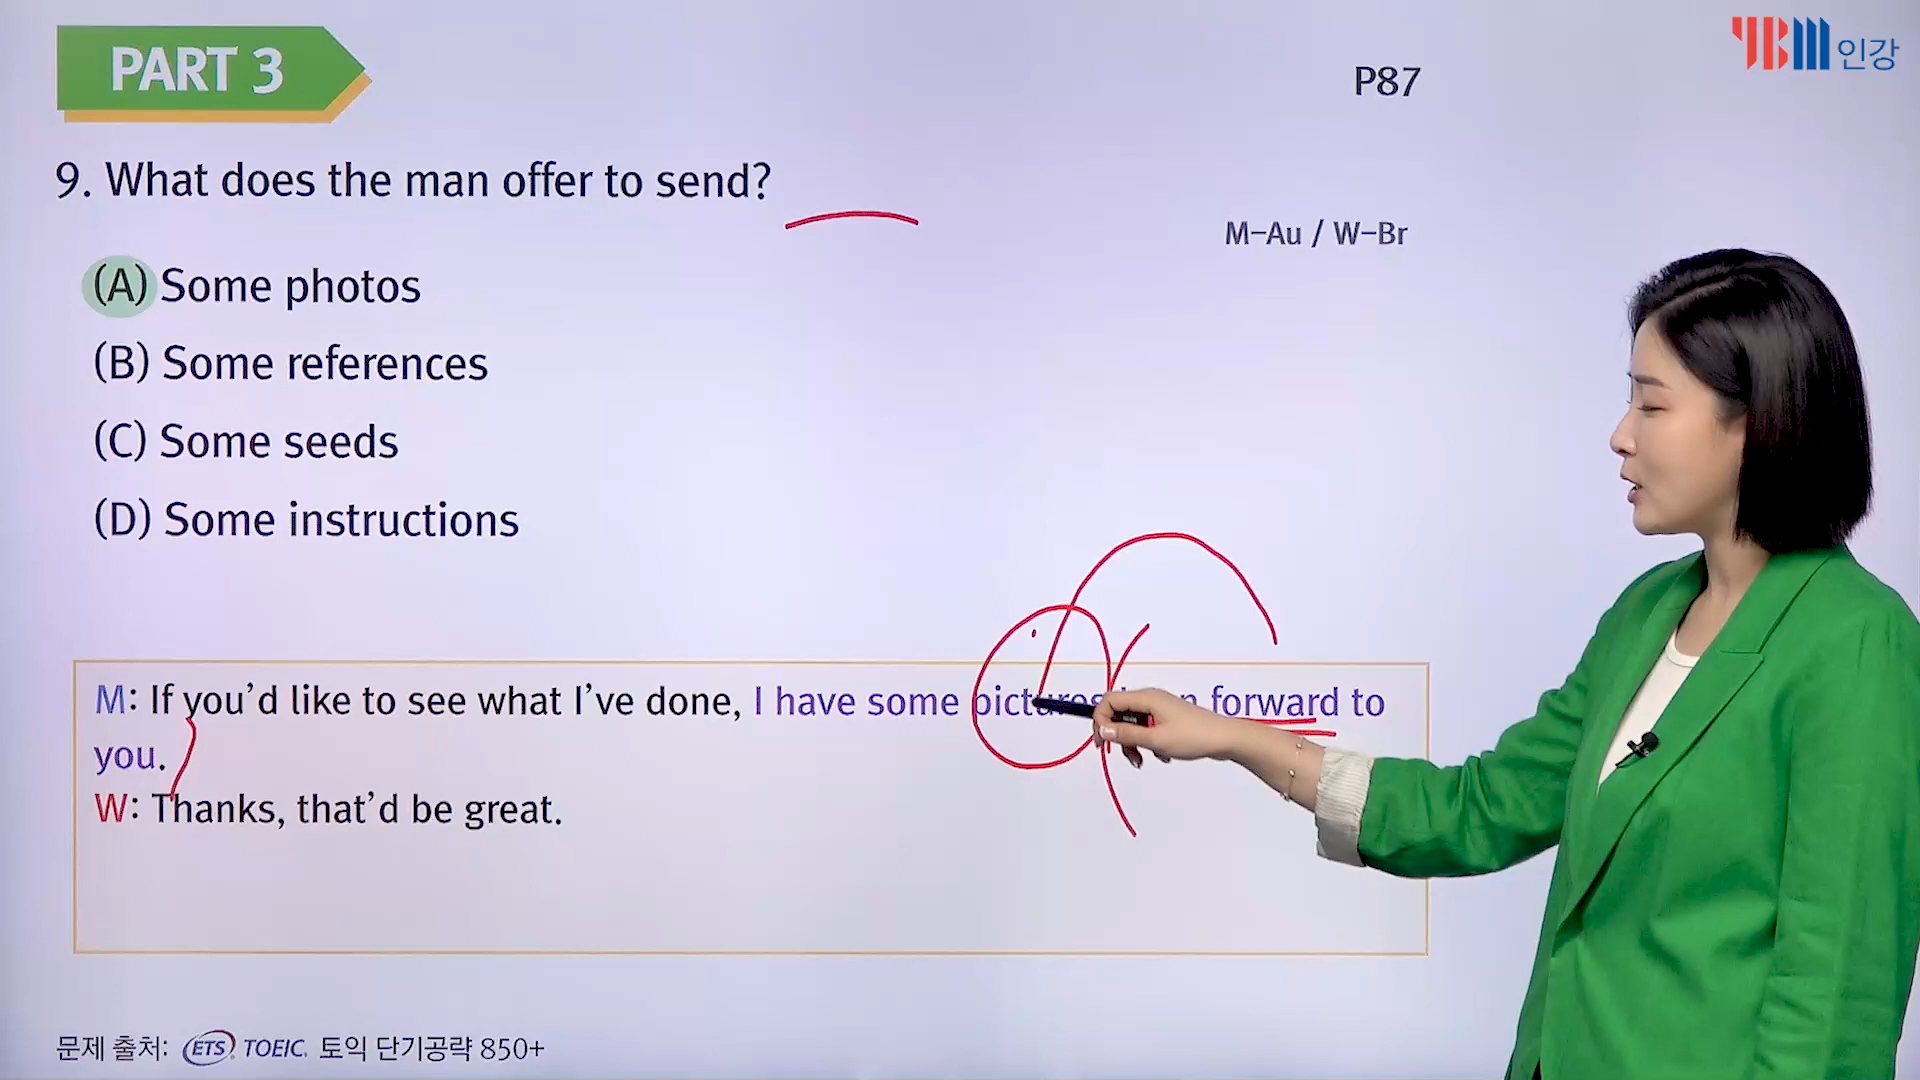 PART 3
YBM 인강
P87
9. What does the man offer to send?
M-Au / W-Br
(A) Some photos
(B) Some references
(C) Some seeds
(D) Some instructions
M: If you'd like to see what I've done, I have some pictures forward to
you.
W: Thanks, that'd be great.
문제 출처: ETS TOEIC 토익 단기공략 850+